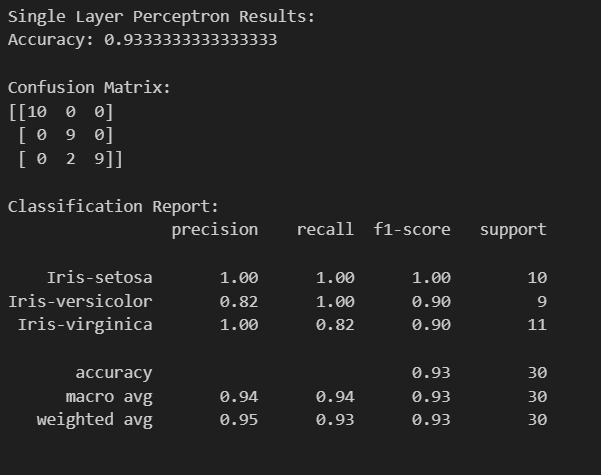 Single Layer Perceptron Results:
Accuracy: 0.9333333333333333
Confusion Matrix:
[[10  0  0]
 [ 0  9  0]
 [ 0  2  9]]
Classification Report:
                 precision    recall  f1-score   support
    Iris-setosa       1.00      1.00      1.00        10
Iris-versicolor       0.82      1.00      0.90         9
 Iris-virginica       1.00      0.82      0.90        11
       accuracy                           0.93        30
      macro avg       0.94      0.94      0.93        30
   weighted avg       0.95      0.93      0.93        30